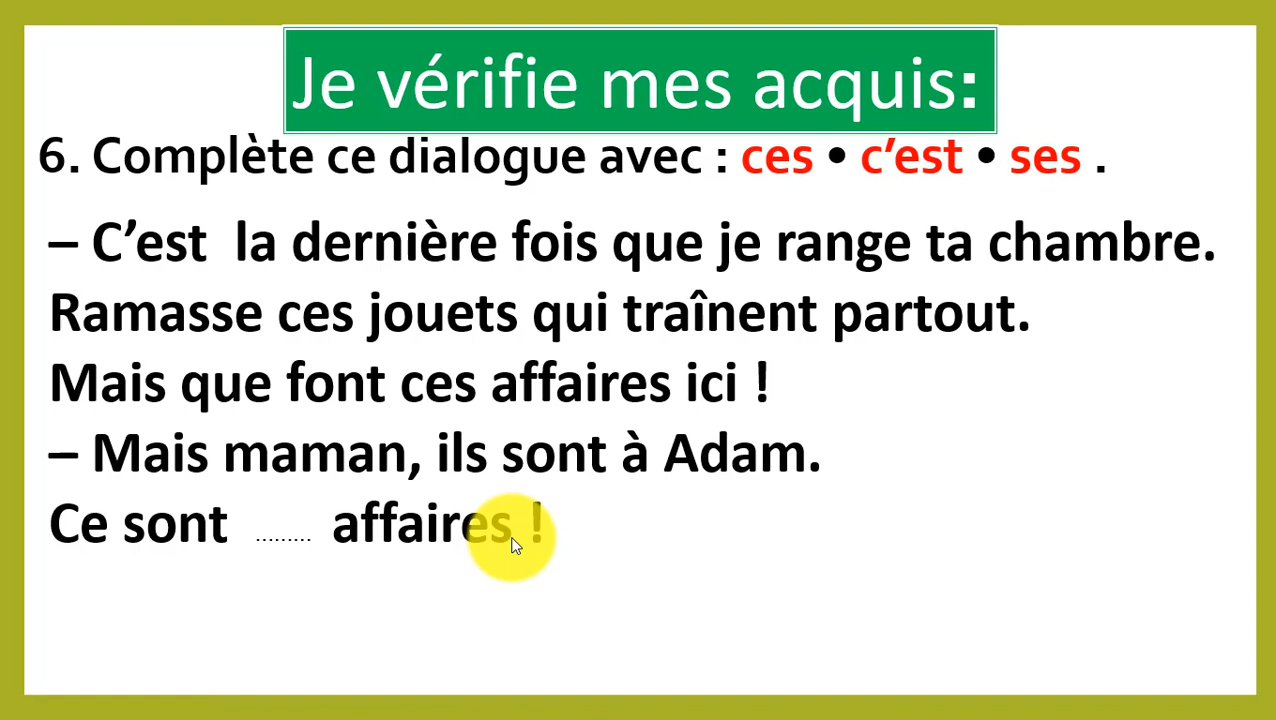 Je vérifie mes acquis:
6. Complète ce dialogue avec : ces • c’est • ses .
– C’est la dernière fois que je range ta chambre.
Ramasse ces jouets qui traînent partout.
Mais que font ces affaires ici !
– Mais maman, ils sont à Adam.
Ce sont ......... affaires !